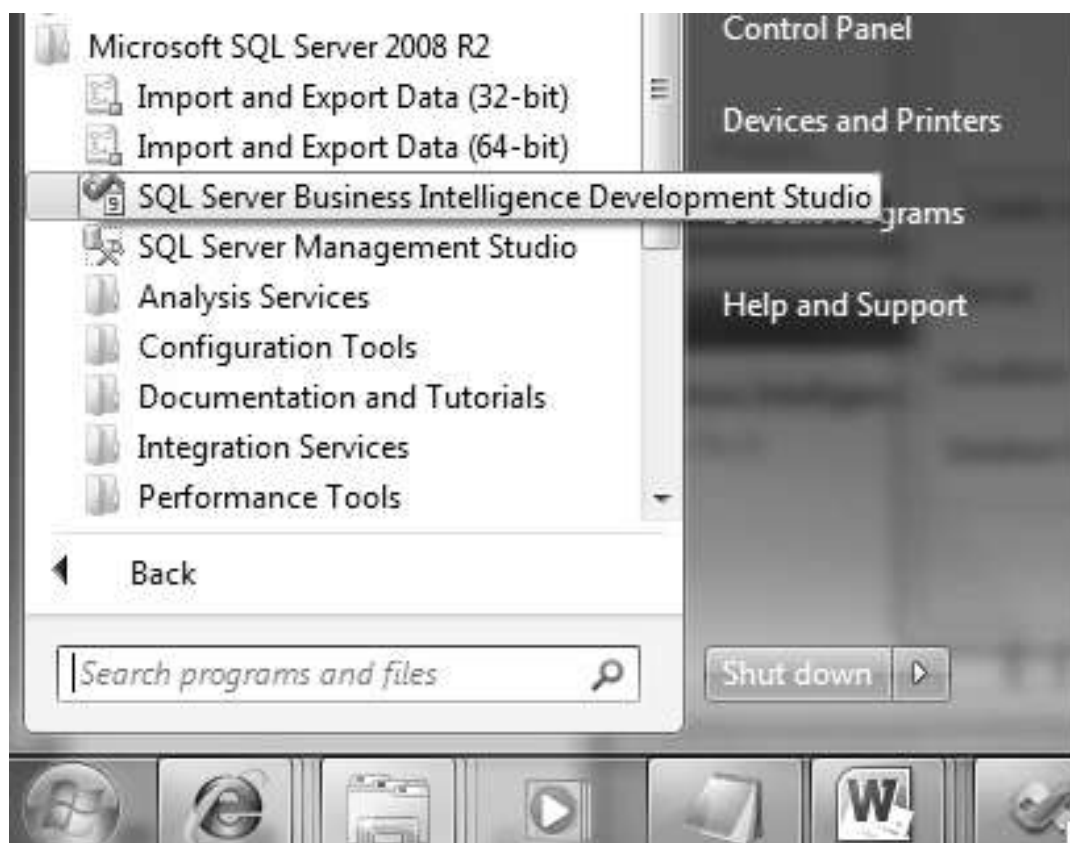 Microsoft SQL Server 2008 R2
Import and Export Data (32-bit)
Import and Export Data (64-bit)
SQL Server Business Intelligence Development Studio
SQL Server Management Studio
Analysis Services
Configuration Tools
Documentation and Tutorials
Integration Services
Performance Tools
Back
Search programs and files
Control Panel
Devices and Printers
grams
Help and Support
Shut down